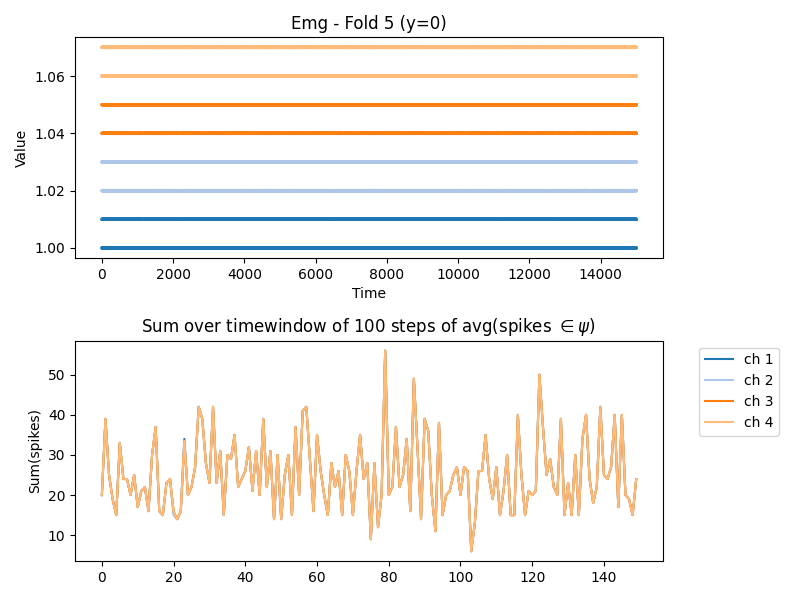 Emg - Fold 5 (y=0)
Value
1.06
1.04
1.02
1.00
0 2000 4000 6000 8000 10000 12000 14000
Time
Sum over timewindow of 100 steps of avg(spikes ∈ ψ)
Sum(spikes)
50
40
30
20
10
0 20 40 60 80 100 120 140
ch 1
ch 2
ch 3
ch 4